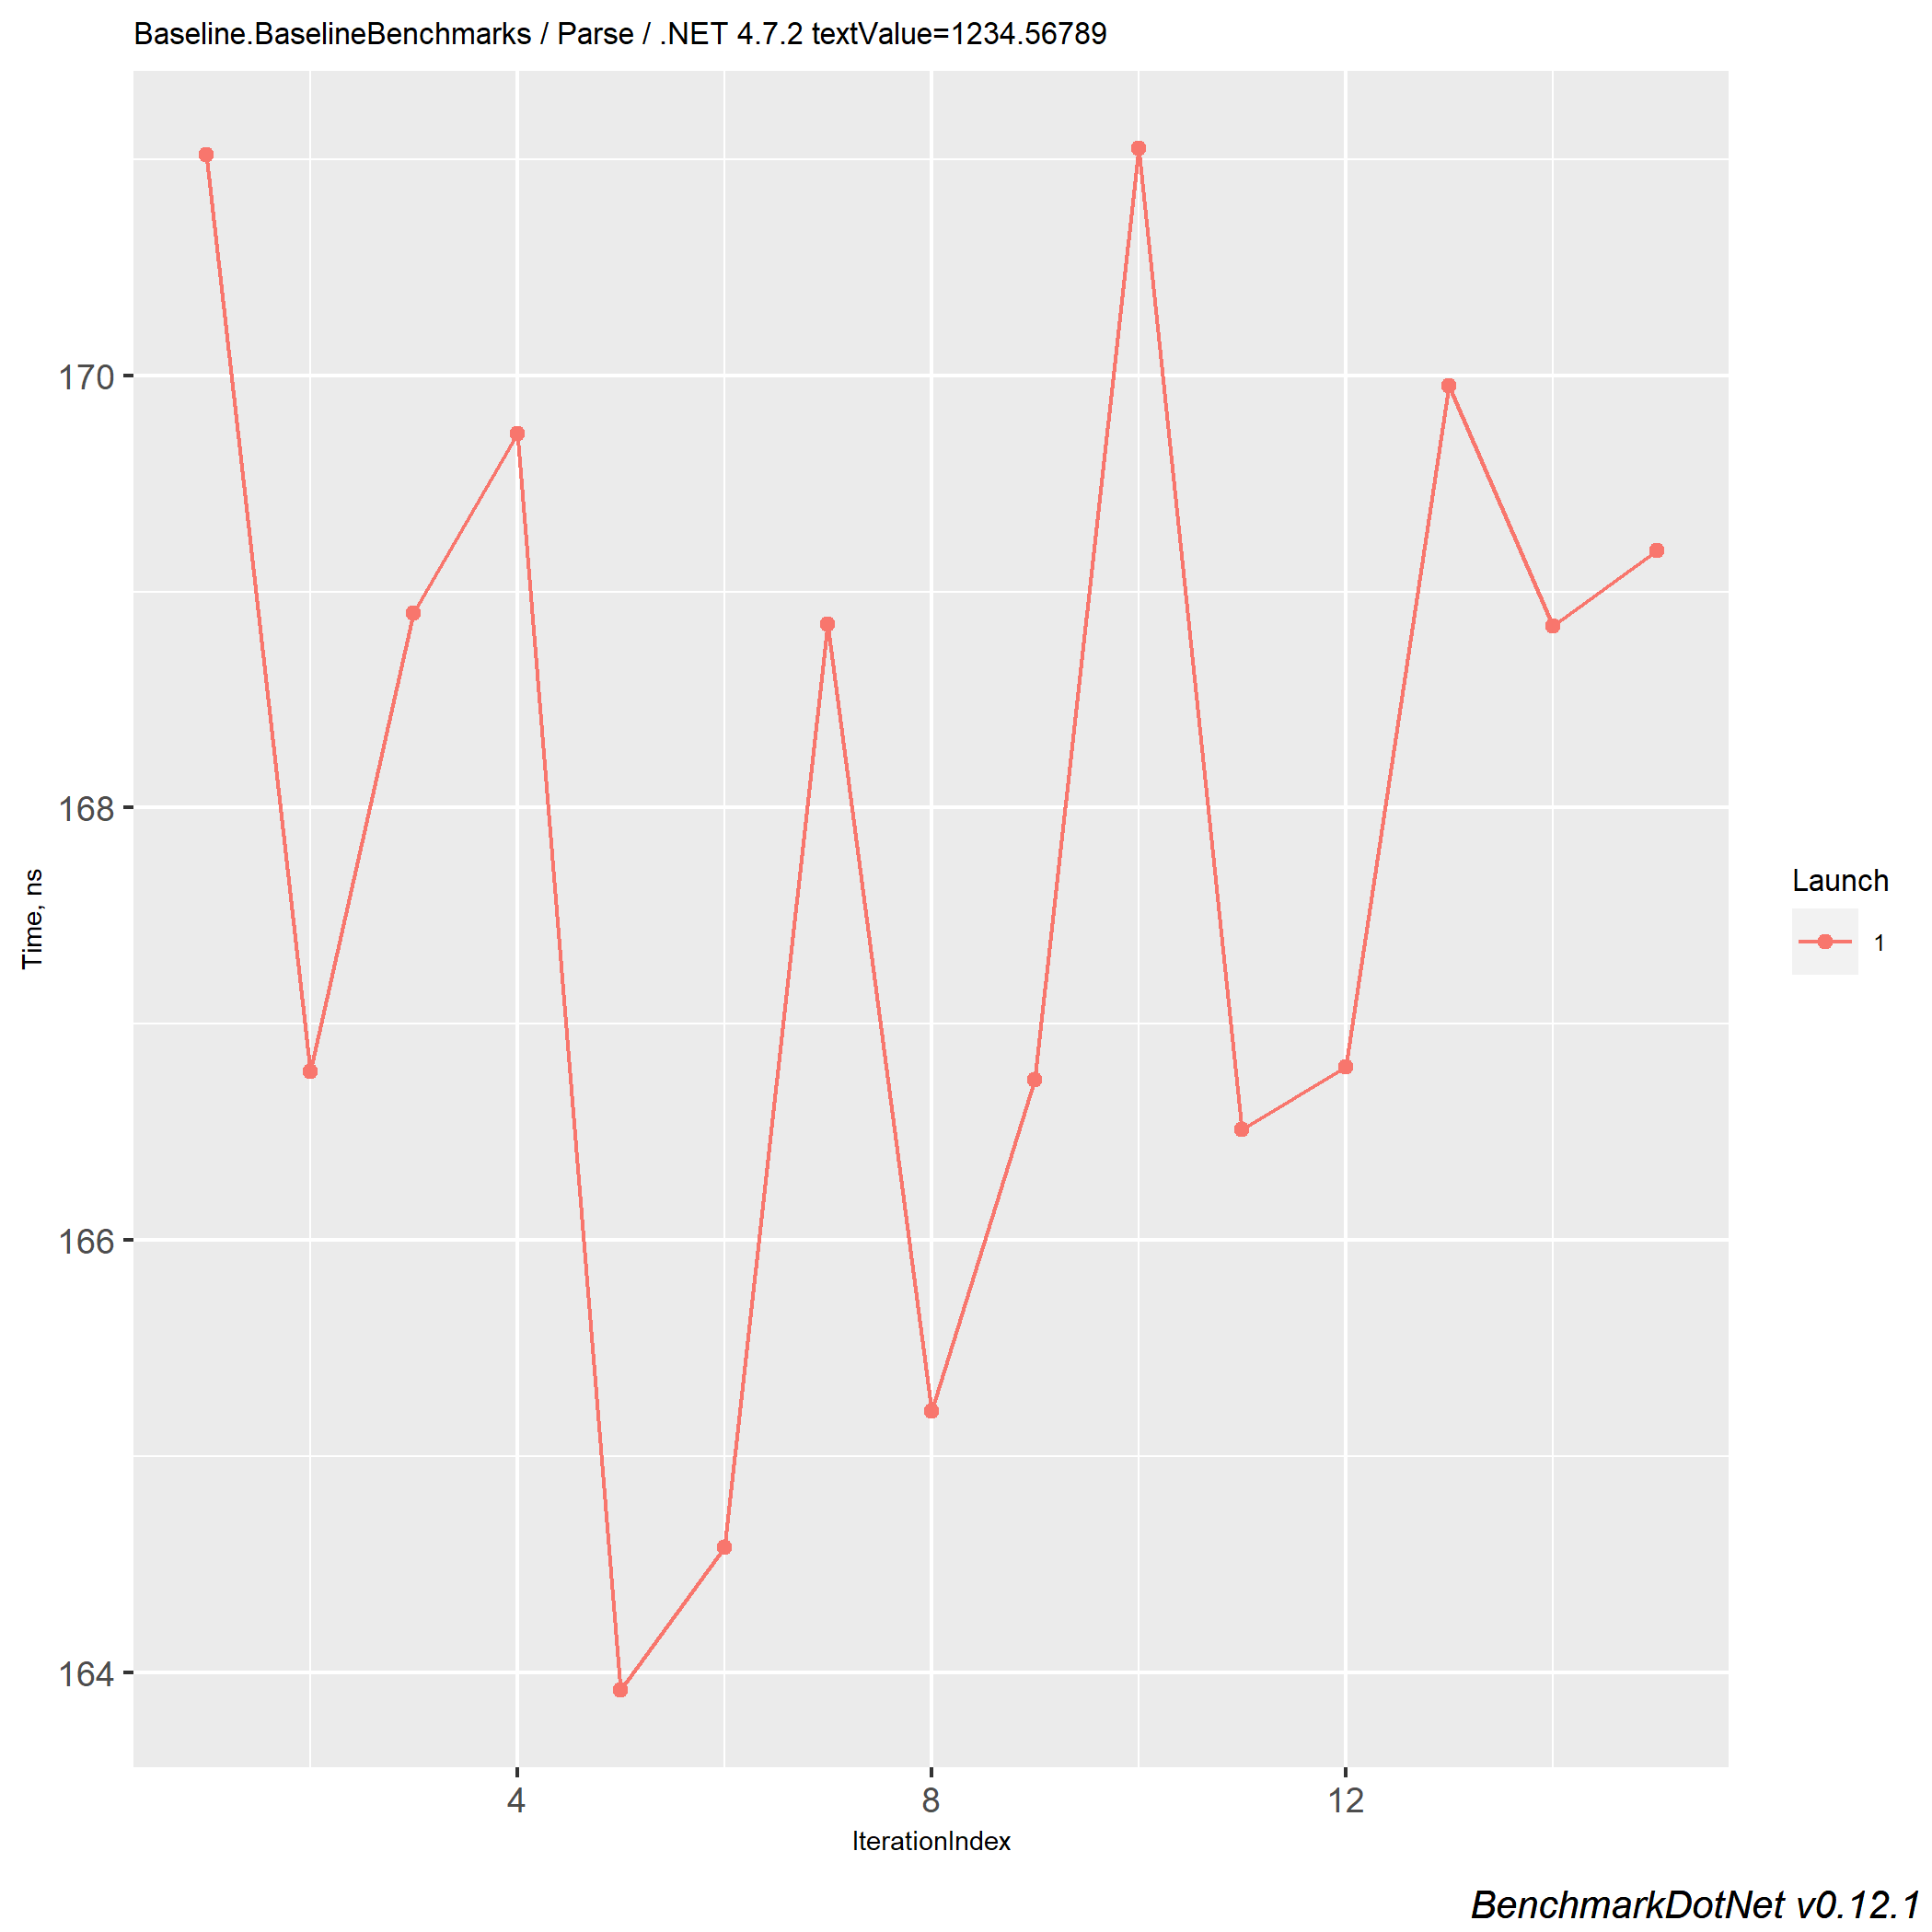 Baseline.BaselineBenchmarks / Parse / .NET 4.7.2 textValue=1234.56789
170
168
166
164
Time, ns
4 8 12
IterationIndex
Launch
1
BenchmarkDotNet v0.12.1